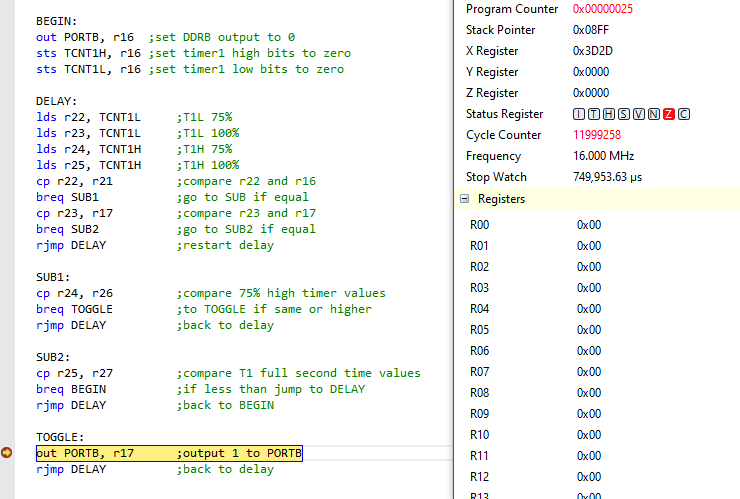 BEGIN:
out PORTB, r16 ;set DDRB output to 0
sts TCNT1H, r16 ;set timer1 high bits to zero
sts TCNT1L, r16 ;set timer1 low bits to zero
DELAY:
lds r22, TCNT1L ;T1L 75%
lds r23, TCNT1L ;T1L 100%
lds r24, TCNT1H ;T1H 75%
lds r25, TCNT1H ;T1H 100%
cp r22, r21 ;compare r22 and r16
breq SUB1 ;go to SUB if equal
cp r23, r17 ;compare r23 and r17
breq SUB2 ;go to SUB2 if equal
rjmp DELAY ;restart delay
SUB1:
cp r24, r26 ;compare 75% high timer values
breq TOGGLE ;to TOGGLE if same or higher
rjmp DELAY ;back to delay
SUB2:
cp r25, r27 ;compare T1 full second time values
breq BEGIN ;if less than jump to DELAY
rjmp DELAY ;back to BEGIN
TOGGLE:
out PORTB, r17 ;output 1 to PORTB
rjmp DELAY ;back to delay
Program Counter 0x00000025
Stack Pointer 0x08FF
X Register 0x3D2D
Y Register 0x0000
Z Register 0x0000
Status Register I T H S V N Z C
Cycle Counter 11999258
Frequency 16.000 MHz
Stop Watch 749,953.63 µs
Registers
R00 0x00
R01 0x00
R02 0x00
R03 0x00
R04 0x00
R05 0x00
R06 0x00
R07 0x00
R08 0x00
R09 0x00
R10 0x00
R11 0x00
R12 0x00
R13 0x00